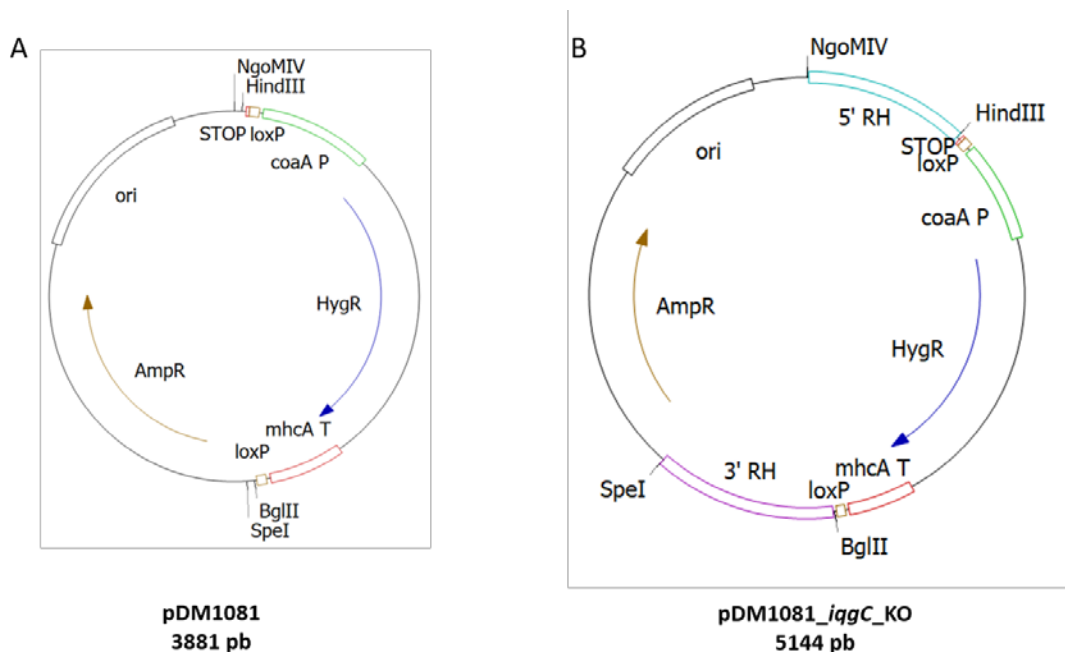 A
NgoMIV
HindIII
STOP loxP
coaA P
ori
HygR
AmpR
mhcA T
loxP
BglII
SpeI
pDM1081
3881 pb
B
NgoMIV
5' RH
HindIII
STOP
loxP
ori
coaA P
AmpR
HygR
3' RH
mhcA T
SpeI
loxP
BglII
pDM1081_iqgC_KO
5144 pb